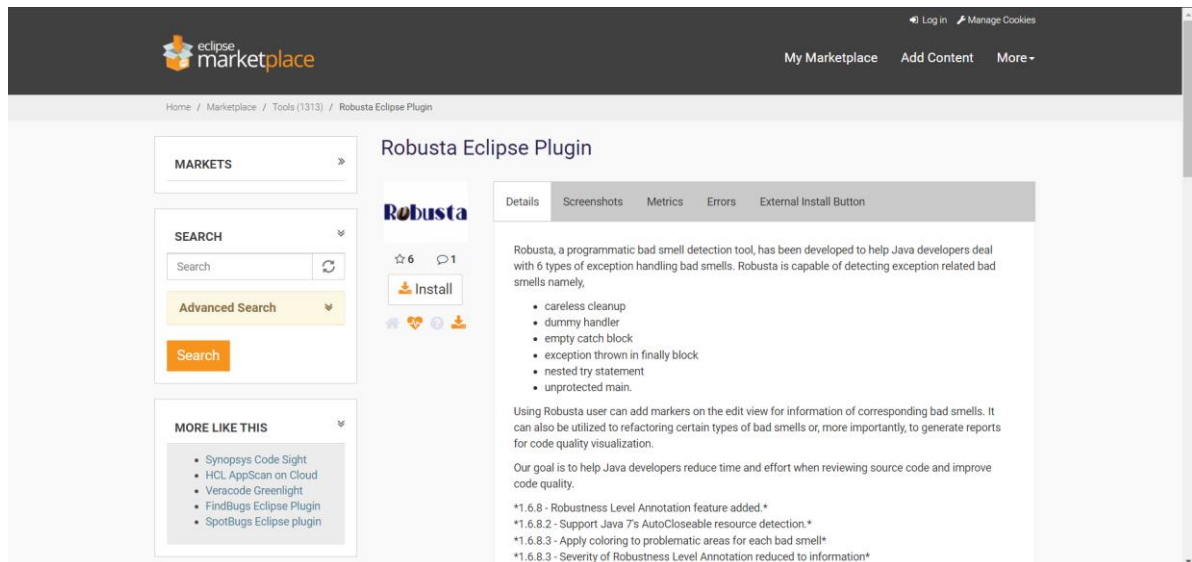 Log in Manage Cookies
eclipse
marketplace
My Marketplace Add Content More
Home / Marketplace / Tools (1313) / Robusta Eclipse Plugin
MARKETS
SEARCH
Search
Advanced Search
Search
MORE LIKE THIS
Synopsys Code Sight
HCL AppScan on Cloud
Veracode Greenlight
FindBugs Eclipse Plugin
SpotBugs Eclipse plugin
Robusta Eclipse Plugin
Robusta
6 1
Install
Details Screenshots Metrics Errors External Install Button
Robusta, a programmatic bad smell detection tool, has been developed to help Java developers deal
with 6 types of exception handling bad smells. Robusta is capable of detecting exception related bad
smells namely,
• careless cleanup
• dummy handler
• empty catch block
• exception thrown in finally block
• nested try statement
• unprotected main.
Using Robusta user can add markers on the edit view for information of corresponding bad smells. It
can also be utilized to refactoring certain types of bad smells or, more importantly, to generate reports
for code quality visualization.
Our goal is to help Java developers reduce time and effort when reviewing source code and improve
code quality.
*1.6.8 - Robustness Level Annotation feature added.*
*1.6.8.2 - Support Java 7's AutoCloseable resource detection.*
*1.6.8.3 - Apply coloring to problematic areas for each bad smell*
*1.6.8.3 - Severity of Robustness Level Annotation reduced to information*